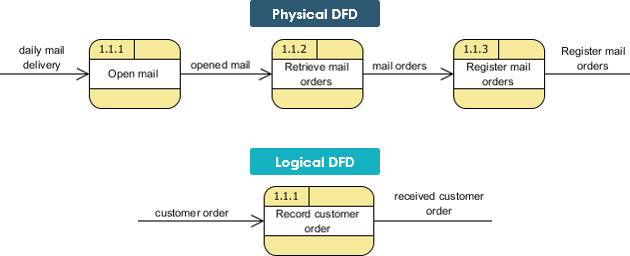 Physical DFD
daily mail
delivery
1.1.1
Open mail
opened mail
1.1.2
Retrieve mail
orders
mail orders
1.1.3
Register mail
orders
Register mail
orders
Logical DFD
customer order
1.1.1
Record customer
order
received customer
order